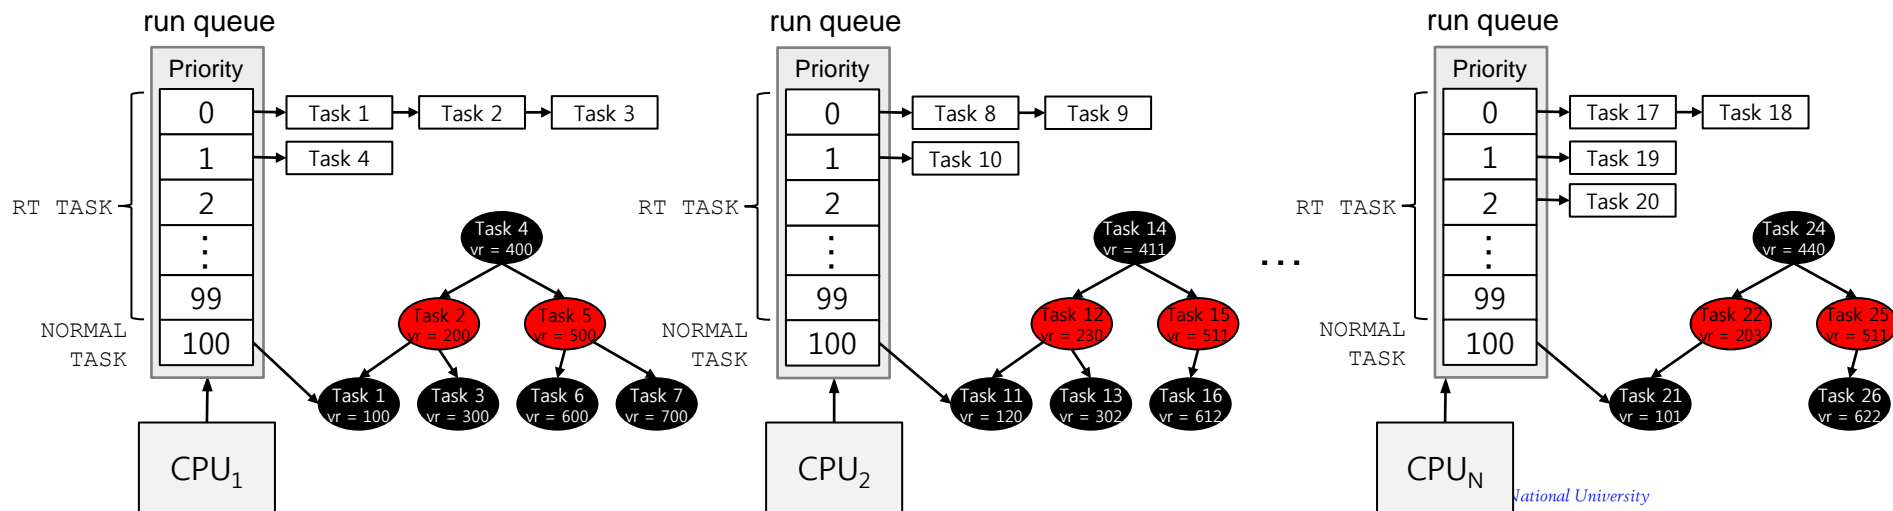 run queue
Priority
0
1
2
⋮
99
100
RT TASK
NORMAL
TASK
Task 1
Task 2
Task 3
Task 4
Task 4
vr = 400
Task 2
vr = 200
Task 5
vr = 500
Task 1
vr = 100
Task 3
vr = 300
Task 6
vr = 600
Task 7
vr = 700
CPU1
run queue
Priority
0
1
2
⋮
99
100
RT TASK
NORMAL
TASK
Task 8
Task 9
Task 10
Task 14
vr = 411
Task 12
vr = 230
Task 15
vr = 511
Task 11
vr = 120
Task 13
vr = 302
Task 16
vr = 612
CPU2
...
run queue
Priority
0
1
2
⋮
99
100
RT TASK
NORMAL
TASK
Task 17
Task 18
Task 19
Task 20
Task 24
vr = 440
Task 22
vr = 203
Task 25
vr = 511
Task 21
vr = 101
Task 26
vr = 622
CPUN
National University